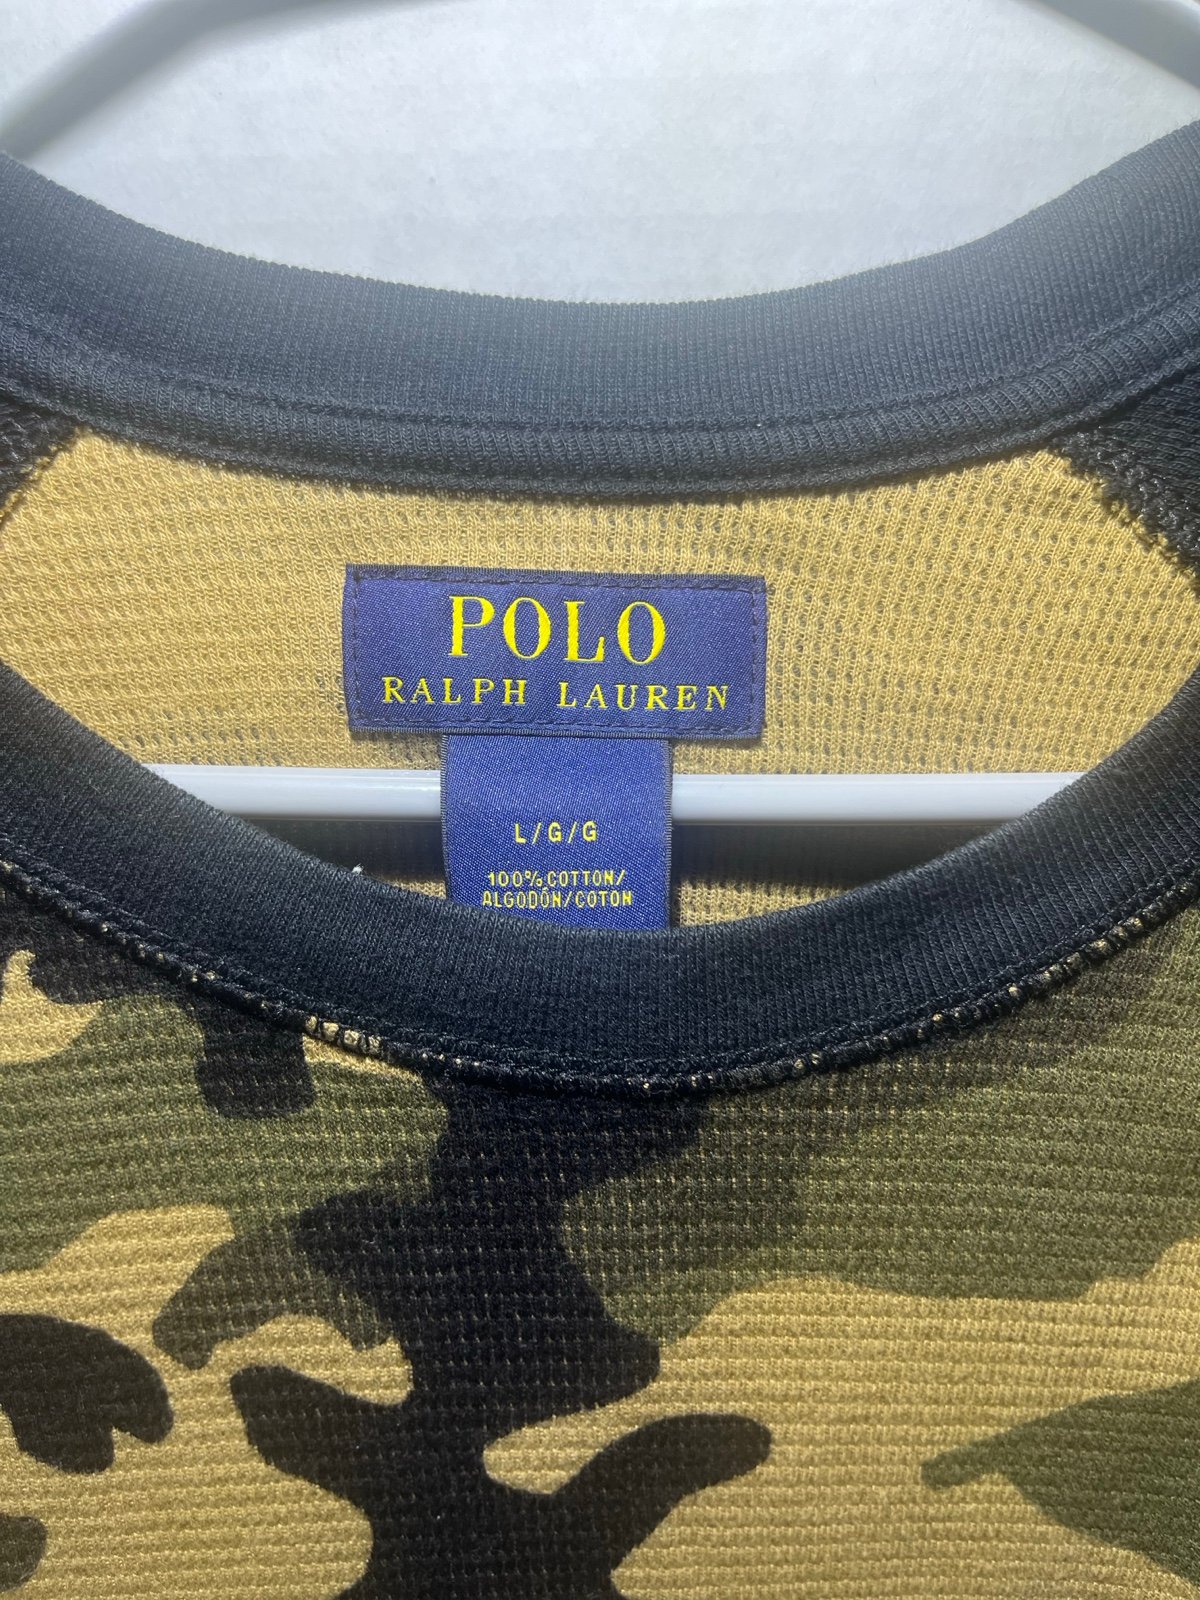 POLO
RALPH LAUREN
L/G/G
100% COTTON/
ALGODÓN/COTON